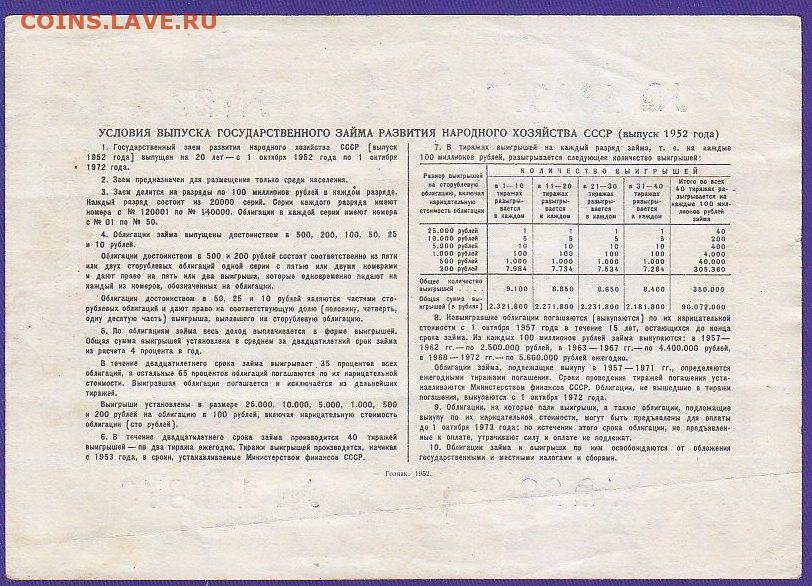 COINS.LAVE.RU
УСЛОВИЯ ВЫПУСКА ГОСУДАРСТВЕННОГО ЗАЙМА РАЗВИТИЯ НАРОДНОГО ХОЗЯЙСТВА СССР (выпуск 1952 года)
1. Государственный заем развития народного хозяйства СССР (выпуск
1952 года) выпущен на 20 лет — с 1 октября 1952 года по 1 октября
1972 года.
2. Заем предназначен для размещения только среди населения.
3. Заем делится на разряды по 100 миллионов рублей в каждом разряде.
Каждый разряд состоит из 20000 серий. Серии каждого разряда имеют
номера с № 120001 по № 140000. Облигации в каждой серии имеют номера
с № 01 по № 50.
4. Облигации займа выпущены достоинством в 500, 200, 100, 50, 25
и 10 рублей.
Облигации достоинством в 500 и 200 рублей состоят соответственно из пяти
или двух сторублевых облигаций одной серии с пятью или двумя номерами
и дают право на пять или два выигрыша, которые одновременно падают на
каждый из номеров, обозначенных на облигации.
Облигации достоинством в 50, 25 и 10 рублей являются частями сто-
рублевых облигаций и дают право на соответствующую долю (половину, четверть,
одну десятую часть) выигрыша, выпавшего на сторублевую облигацию.
5. По облигациям займа весь доход выплачивается в форме выигрышей.
Общая сумма выигрышей установлена в среднем за двадцатилетний срок займа
из расчета 4 процента в год.
В течение двадцатилетнего срока займа выигрывает 35 процентов всех
облигаций, а остальные 65 процентов облигаций погашаются по их нарицательной
стоимости. Выигравшая облигация погашается и исключается из дальнейших
тиражей.
Выигрыши установлены в размере 25.000, 10.000, 5.000, 1.000, 500
и 200 рублей на облигацию в 100 рублей, включая нарицательную стоимость
облигации (сто рублей).
6. В течение двадцатилетнего срока займа производится 40 тиражей
выигрышей — по два тиража ежегодно. Тиражи выигрышей производятся, начиная
с 1953 года, в сроки, устанавливаемые Министерством финансов СССР.
7. В тиражах выигрышей на каждый разряд займа, т. е. на каждые
100 миллионов рублей, разыгрывается следующее количество выигрышей:
Размер выигрышей
на сторублевую
облигацию, включая
нарицательную
стоимость облигации
КОЛИЧЕСТВО ВЫИГРЫШЕЙ
в 1—10
тиражах
разыгры-
вается
в каждом
в 11—20
тиражах
разыгры-
вается
в каждом
в 21—30
тиражах
разыгры-
вается
в каждом
в 31—40
тиражах
разыгры-
вается
в каждом
Итого во всех
40 тиражах ра-
зыгрывается на
каждые 100 мил-
лионов рублей
займа
25.000 рублей 1 1 1 1 40
10.000 рублей 5 5 5 5 200
5.000 рублей 10 10 10 10 400
1.000 рублей 100 100 100 100 4.000
500 рублей 1.000 1.000 1.000 1.000 40.000
200 рублей 7.984 7.734 7.534 7.284 305.360
Общее количество
выигрышей . . . . 9.100 8.850 8.650 8.400 350.000
Общая сумма вы-
игрышей (в рублях) 2.321.800 2.271.800 2.231.800 2.181.800 90.072.000
8. Невыигравшие облигации погашаются (выкупаются) по их нарицательной
стоимости с 1 октября 1957 года в течение 15 лет, остающихся до конца
срока займа. Из каждых 100 миллионов рублей займа выкупаются: в 1957—
1962 гг.— по 2.500.000 рублей, в 1963—1967 гг.— по 4.400.000 рублей,
в 1968—1972 гг.— по 5.600.000 рублей ежегодно.
Облигации займа, подлежащие выкупу в 1957—1971 гг., определяются
ежегодными тиражами погашения. Сроки проведения тиражей погашения уста-
навливаются Министерством финансов СССР. Облигации, не вышедшие в тиражи
погашения, выкупаются с 1 октября 1972 года.
9. Облигации, на которые пали выигрыши, а также облигации, подлежащие
выкупу по их нарицательной стоимости, могут быть предъявлены для оплаты
до 1 октября 1973 года; по истечении этого срока облигации, не предъявлен-
ные к оплате, утрачивают силу и оплате не подлежат.
10. Облигации займа и выигрыши по ним освобождаются от обложения
государственными и местными налогами и сборами.
Гознак. 1952.